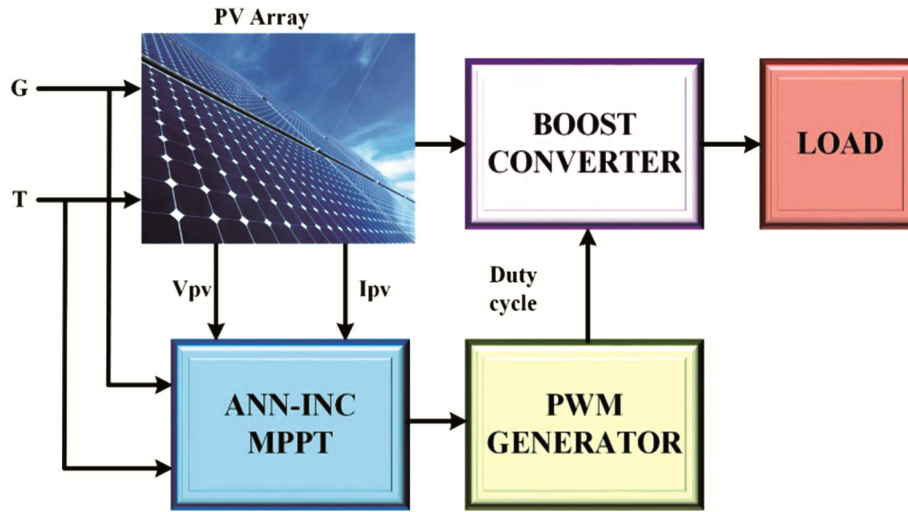 PV Array
G
BOOST
CONVERTER
LOAD
T
Vpv
Ipv
Duty
cycle
ANN-INC
MPPT
PWM
GENERATOR